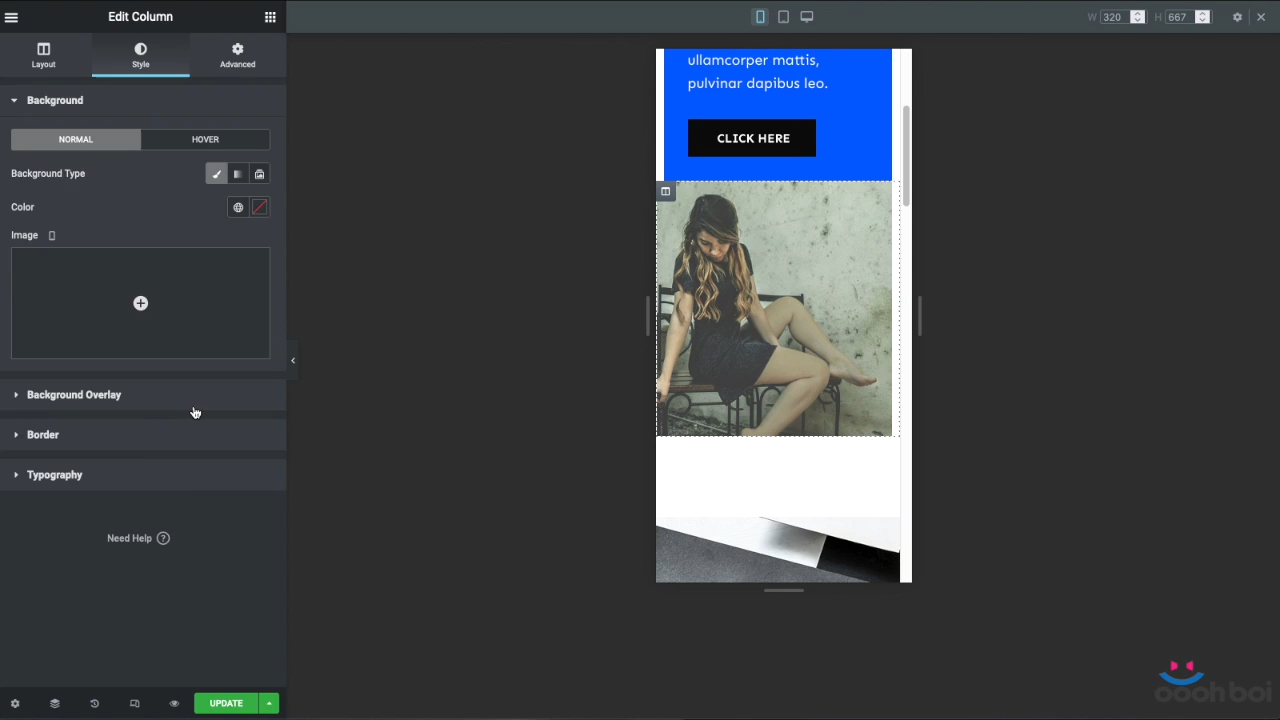 Edit Column
W 320 H 667
Layout Style Advanced
Background
NORMAL HOVER
Background Type
Color
Image
Background Overlay
Border
Typography
Need Help ?
UPDATE
ullamcorper mattis,
pulvinar dapibus leo.
CLICK HERE
ooohboi